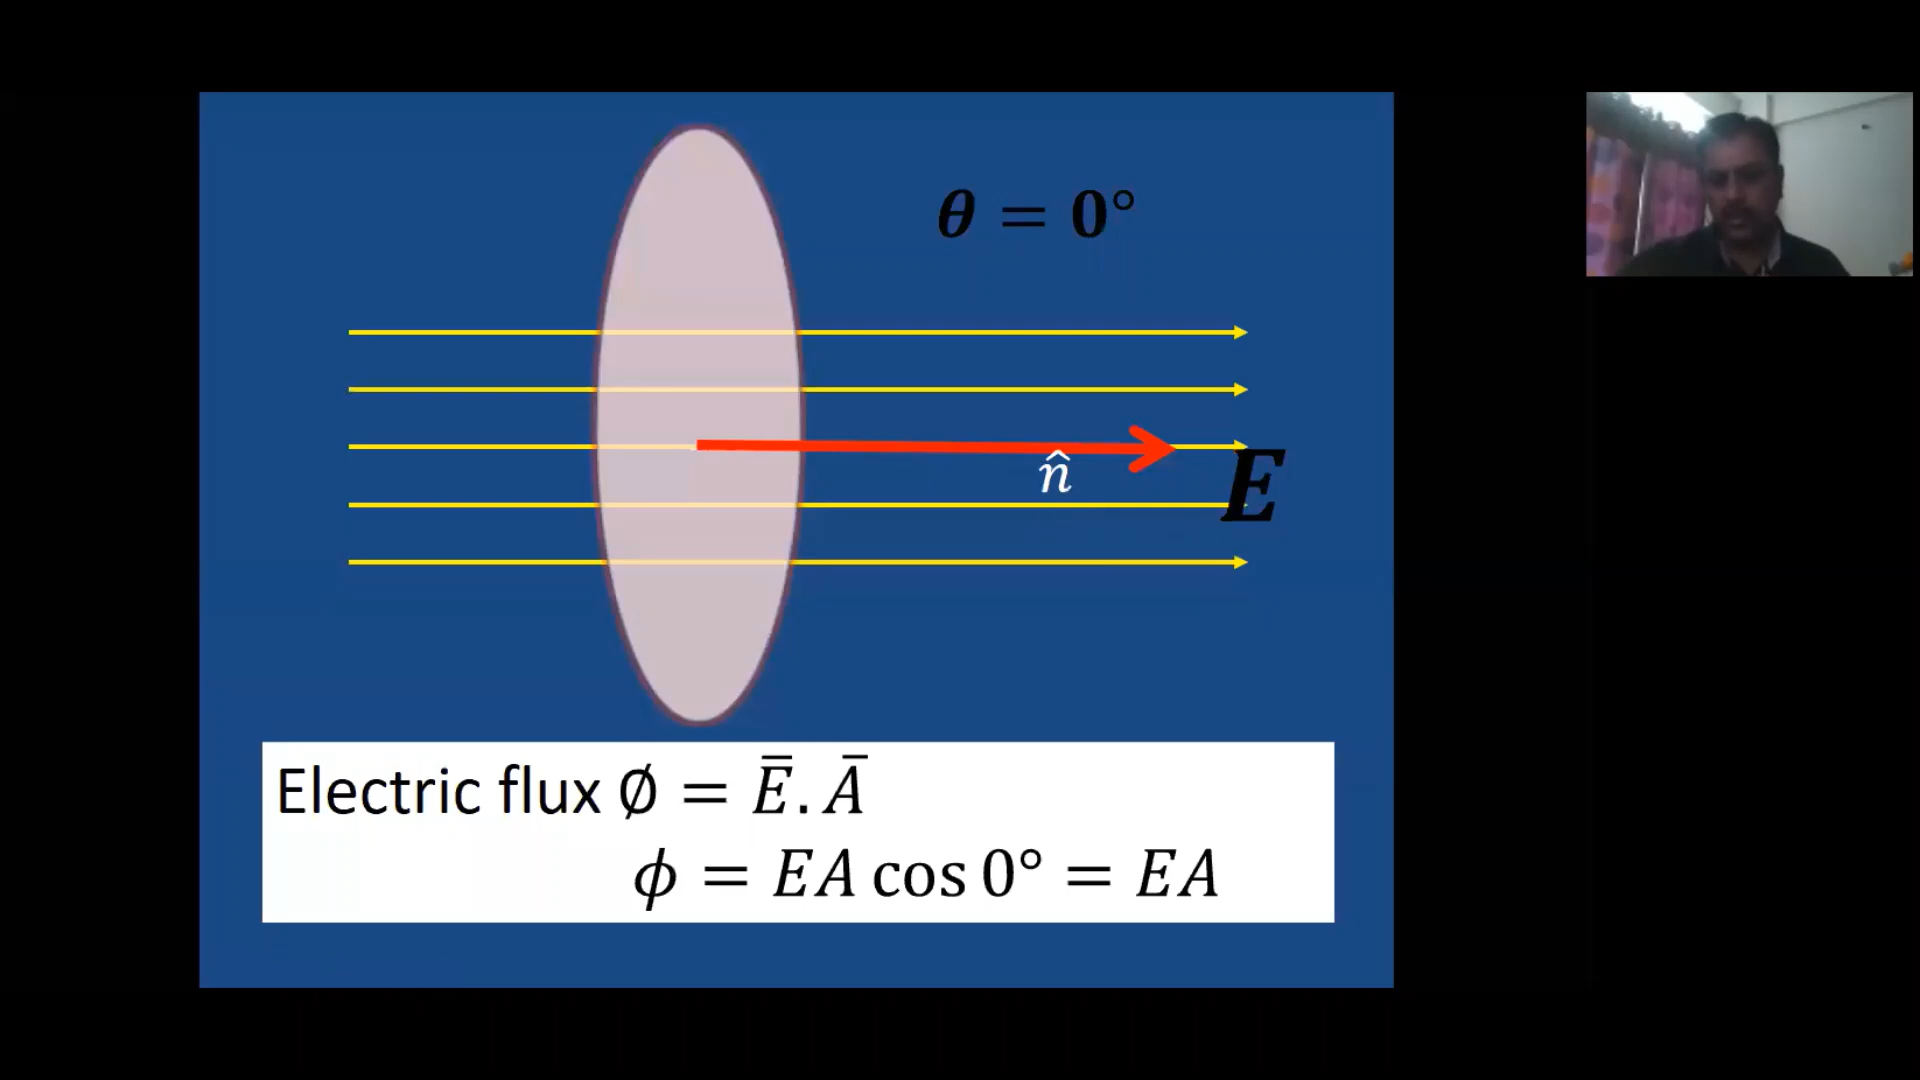 θ = 0°
n̂
E
Electric flux ∅ = E̅ . A̅
ϕ = EA cos 0° = EA